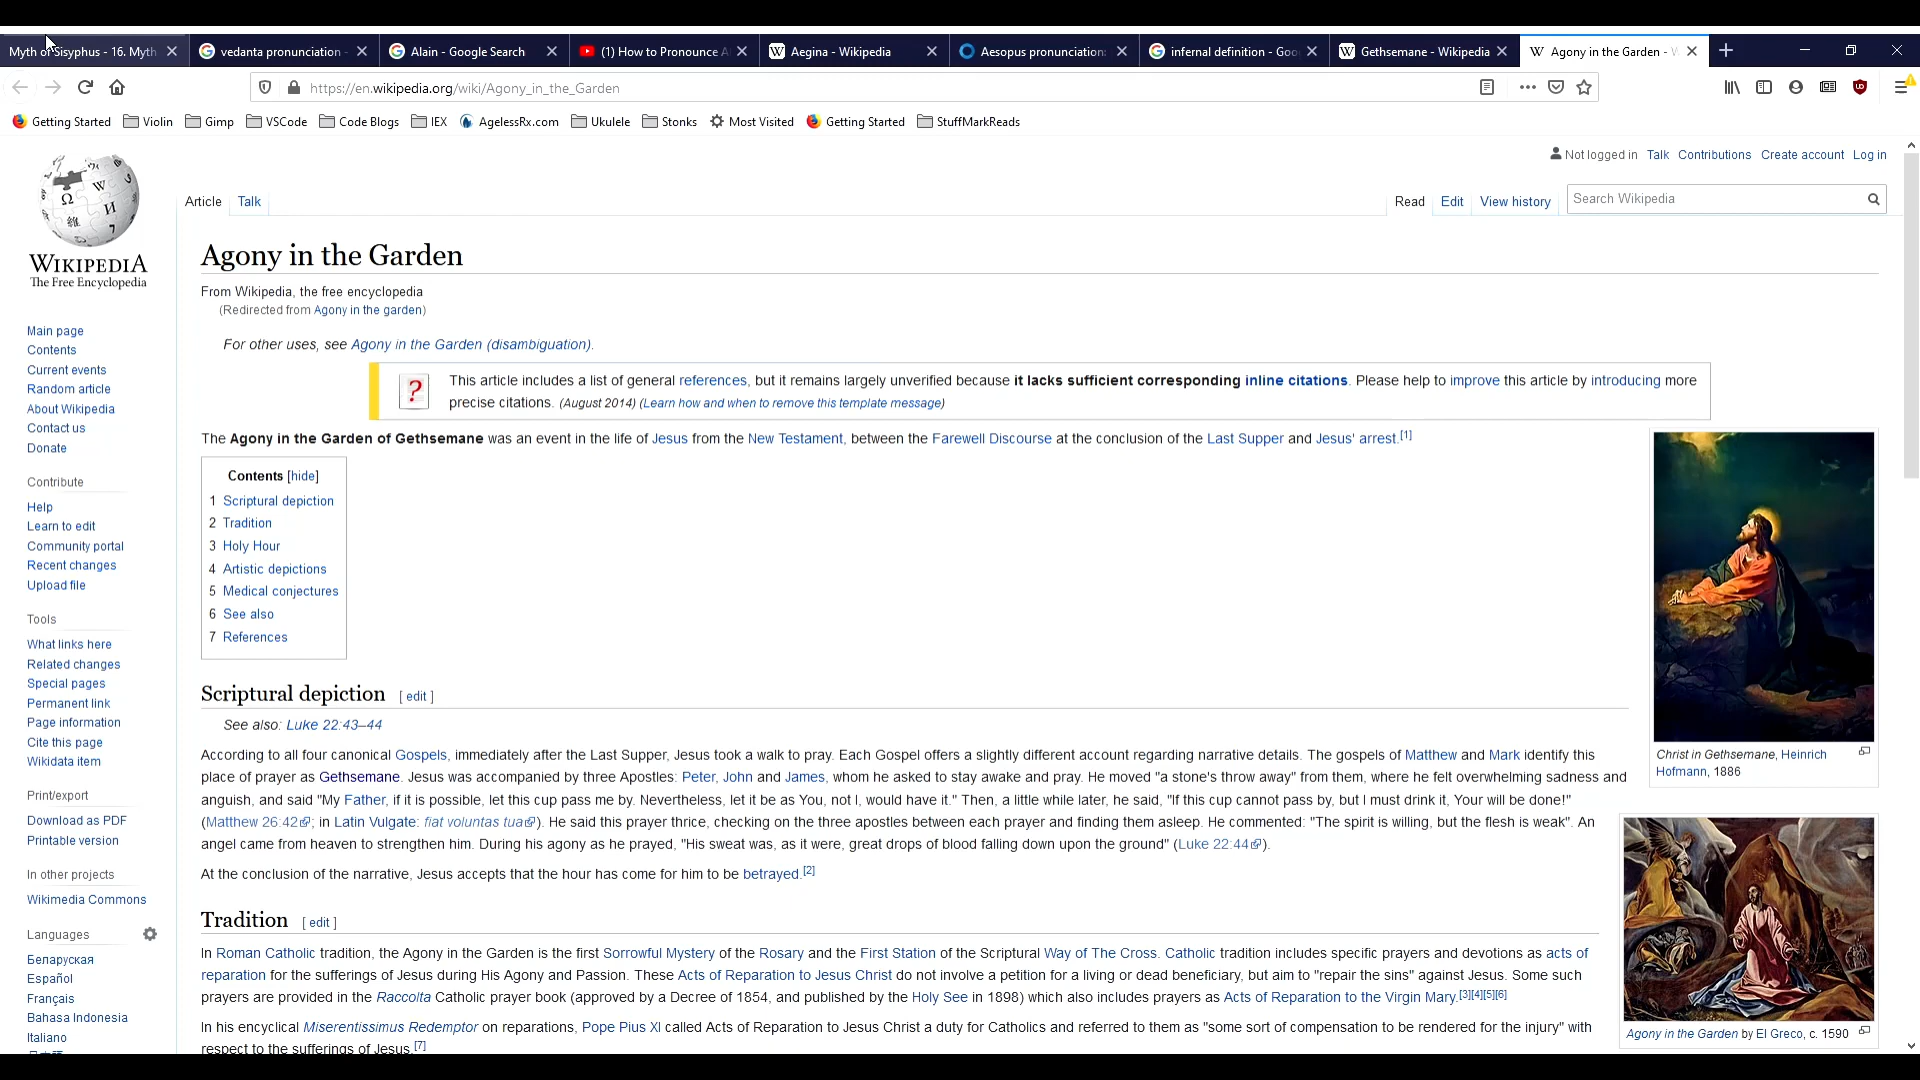 Myth of Sisyphus - 16. Myth
vedanta pronunciation -
Alain - Google Search
(1) How to Pronounce A
Aegina - Wikipedia
Aesopus pronunciation:
infernal definition - Goo
Gethsemane - Wikipedia
Agony in the Garden - W
https://en.wikipedia.org/wiki/Agony_in_the_Garden
Getting Started Violin Gimp VSCode Code Blogs IEX AgelessRx.com Ukulele Stonks Most Visited Getting Started StuffMarkReads
Not logged in Talk Contributions Create account Log in
Article Talk
Read Edit View history Search Wikipedia
WIKIPEDIA
The Free Encyclopedia
Main page
Contents
Current events
Random article
About Wikipedia
Contact us
Donate
Contribute
Help
Learn to edit
Community portal
Recent changes
Upload file
Tools
What links here
Related changes
Special pages
Permanent link
Page information
Cite this page
Wikidata item
Print/export
Download as PDF
Printable version
In other projects
Wikimedia Commons
Languages
Беларуская
Español
Français
Bahasa Indonesia
Italiano
Agony in the Garden
From Wikipedia, the free encyclopedia
(Redirected from Agony in the garden)
For other uses, see Agony in the Garden (disambiguation).
This article includes a list of general references, but it remains largely unverified because it lacks sufficient corresponding inline citations. Please help to improve this article by introducing more
precise citations. (August 2014) (Learn how and when to remove this template message)
The Agony in the Garden of Gethsemane was an event in the life of Jesus from the New Testament, between the Farewell Discourse at the conclusion of the Last Supper and Jesus' arrest.[1]
Contents [hide]
1 Scriptural depiction
2 Tradition
3 Holy Hour
4 Artistic depictions
5 Medical conjectures
6 See also
7 References
Scriptural depiction [ edit ]
See also: Luke 22:43–44
According to all four canonical Gospels, immediately after the Last Supper, Jesus took a walk to pray. Each Gospel offers a slightly different account regarding narrative details. The gospels of Matthew and Mark identify this
place of prayer as Gethsemane. Jesus was accompanied by three Apostles: Peter, John and James, whom he asked to stay awake and pray. He moved "a stone's throw away" from them, where he felt overwhelming sadness and
anguish, and said "My Father, if it is possible, let this cup pass me by. Nevertheless, let it be as You, not I, would have it." Then, a little while later, he said, "If this cup cannot pass by, but I must drink it, Your will be done!"
(Matthew 26:42; in Latin Vulgate: fiat voluntas tua). He said this prayer thrice, checking on the three apostles between each prayer and finding them asleep. He commented: "The spirit is willing, but the flesh is weak". An
angel came from heaven to strengthen him. During his agony as he prayed, "His sweat was, as it were, great drops of blood falling down upon the ground" (Luke 22:44).
At the conclusion of the narrative, Jesus accepts that the hour has come for him to be betrayed.[2]
Tradition [ edit ]
In Roman Catholic tradition, the Agony in the Garden is the first Sorrowful Mystery of the Rosary and the First Station of the Scriptural Way of The Cross. Catholic tradition includes specific prayers and devotions as acts of
reparation for the sufferings of Jesus during His Agony and Passion. These Acts of Reparation to Jesus Christ do not involve a petition for a living or dead beneficiary, but aim to "repair the sins" against Jesus. Some such
prayers are provided in the Raccolta Catholic prayer book (approved by a Decree of 1854, and published by the Holy See in 1898) which also includes prayers as Acts of Reparation to the Virgin Mary.[3][4][5][6]
In his encyclical Miserentissimus Redemptor on reparations, Pope Pius XI called Acts of Reparation to Jesus Christ a duty for Catholics and referred to them as "some sort of compensation to be rendered for the injury" with
respect to the sufferings of Jesus.[7]
Christ in Gethsemane, Heinrich
Hofmann, 1886
Agony in the Garden by El Greco, c. 1590